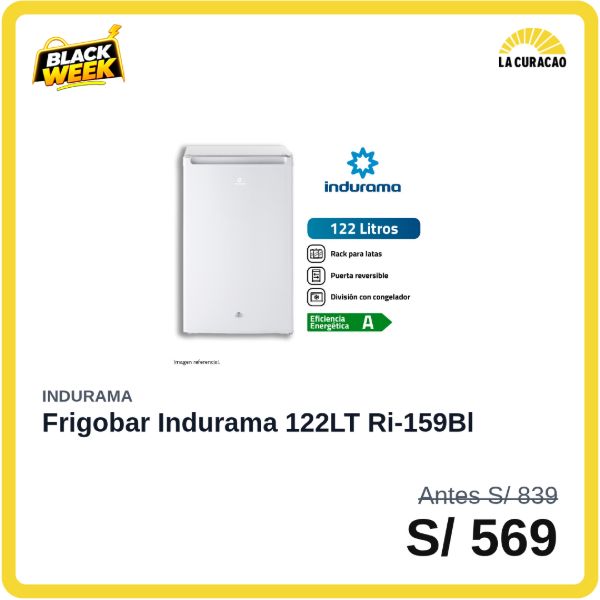 BLACK
WEEK
LA CURACAO
indurama
122 Litros
Rack para latas
Puerta reversible
División con congelador
Eficiencia
Energética
A
Imagen referencial.
INDURAMA
Frigobar Indurama 122LT Ri-159Bl
Antes S/ 839
S/ 569